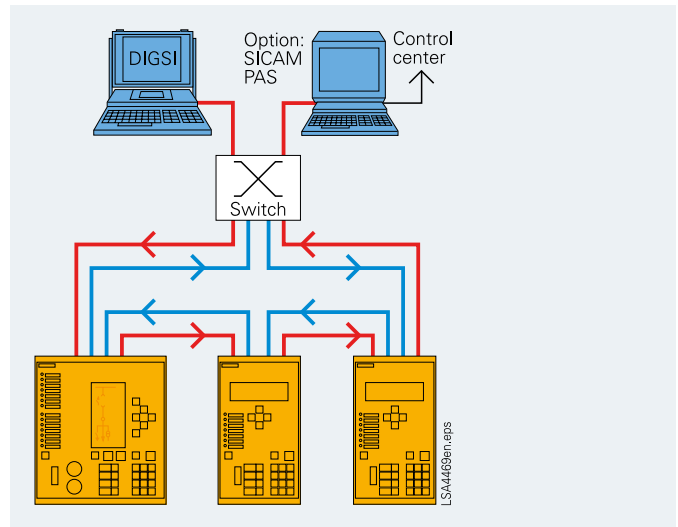 DIGSI
Option:
SICAM
PAS
Control
center
Switch
LSA4469en.eps